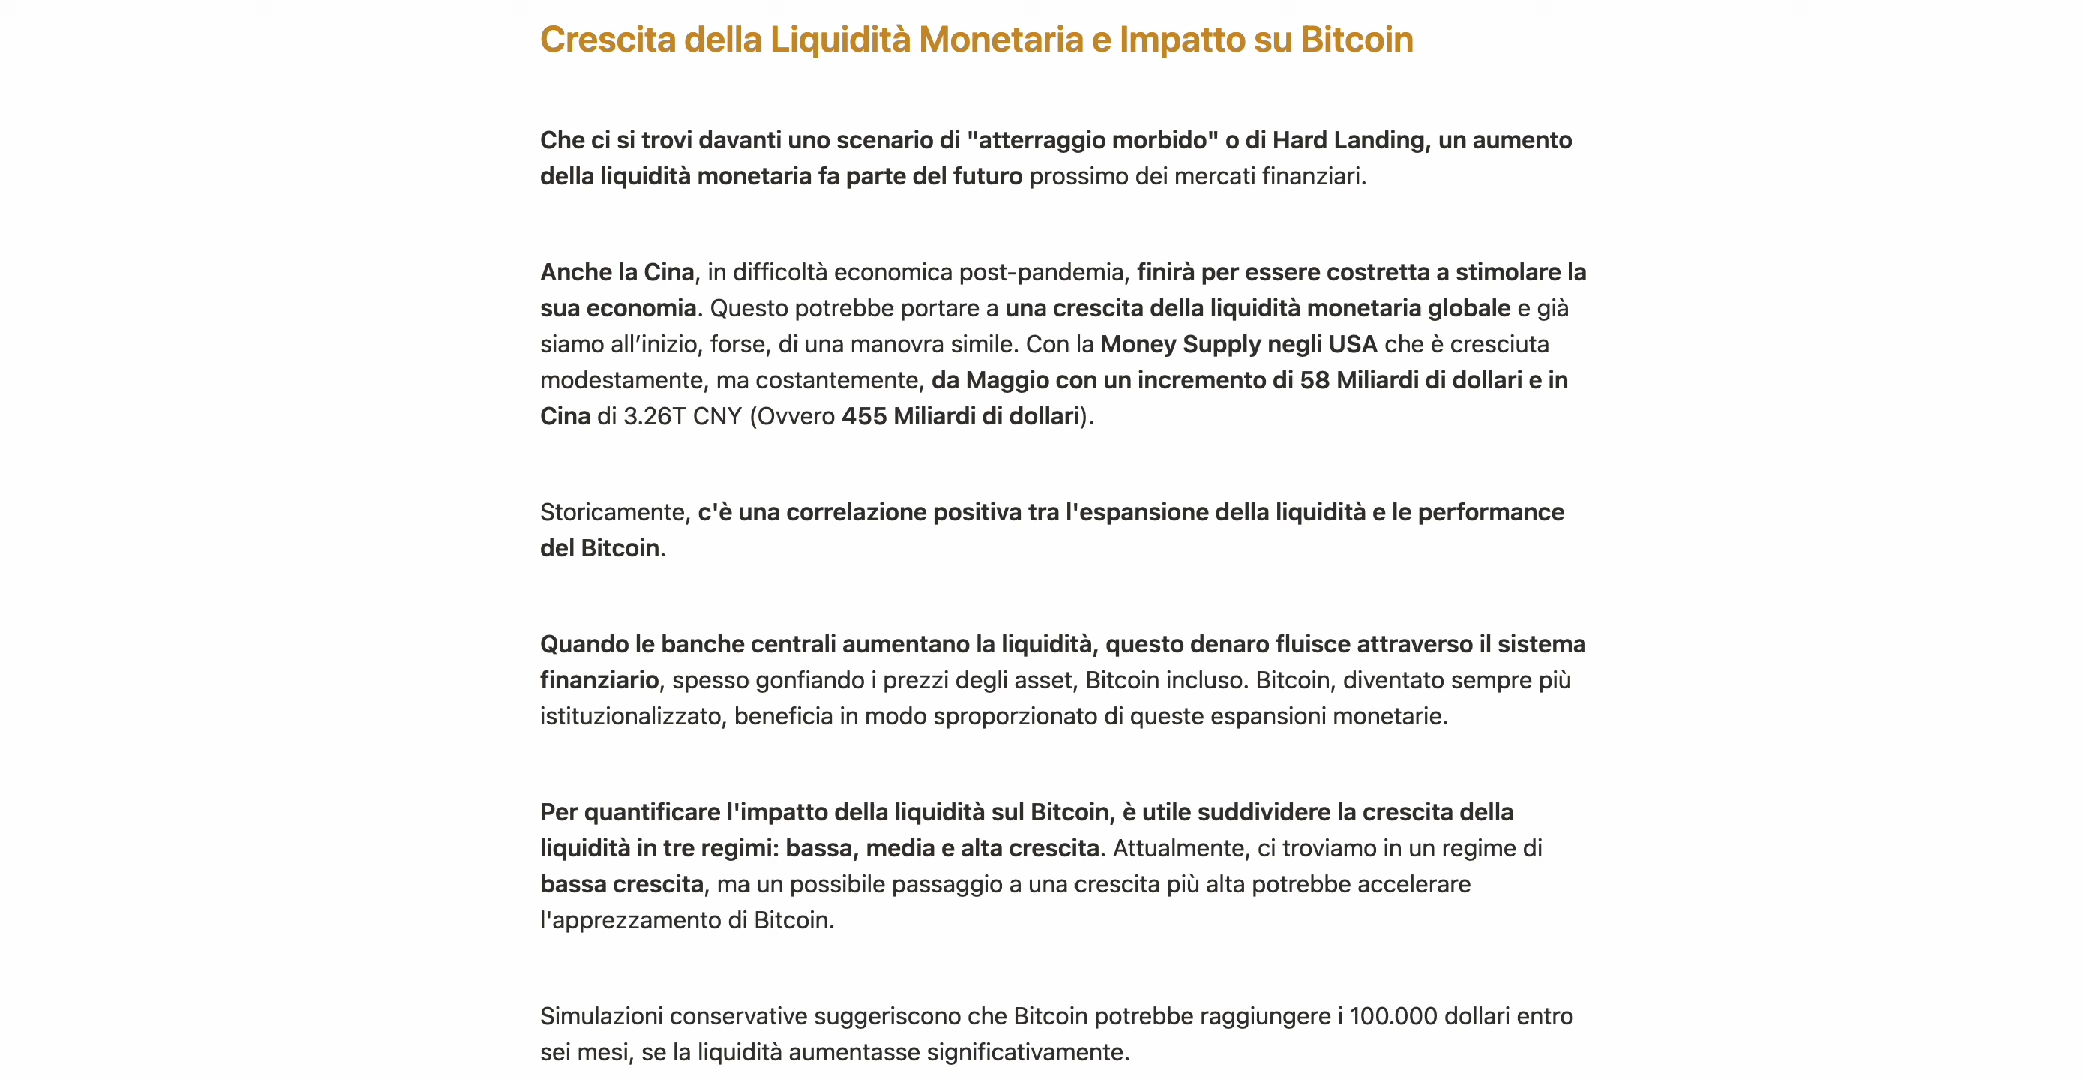 Crescita della Liquidità Monetaria e Impatto su Bitcoin
Che ci si trovi davanti uno scenario di "atterraggio morbido" o di Hard Landing, un aumento
della liquidità monetaria fa parte del futuro prossimo dei mercati finanziari.
Anche la Cina, in difficoltà economica post-pandemia, finirà per essere costretta a stimolare la
sua economia. Questo potrebbe portare a una crescita della liquidità monetaria globale e già
siamo all’inizio, forse, di una manovra simile. Con la Money Supply negli USA che è cresciuta
modestamente, ma costantemente, da Maggio con un incremento di 58 Miliardi di dollari e in
Cina di 3.26T CNY (Ovvero 455 Miliardi di dollari).
Storicamente, c'è una correlazione positiva tra l'espansione della liquidità e le performance
del Bitcoin.
Quando le banche centrali aumentano la liquidità, questo denaro fluisce attraverso il sistema
finanziario, spesso gonfiando i prezzi degli asset, Bitcoin incluso. Bitcoin, diventato sempre più
istituzionalizzato, beneficia in modo sproporzionato di queste espansioni monetarie.
Per quantificare l'impatto della liquidità sul Bitcoin, è utile suddividere la crescita della
liquidità in tre regimi: bassa, media e alta crescita. Attualmente, ci troviamo in un regime di
bassa crescita, ma un possibile passaggio a una crescita più alta potrebbe accelerare
l'apprezzamento di Bitcoin.
Simulazioni conservative suggeriscono che Bitcoin potrebbe raggiungere i 100.000 dollari entro
sei mesi, se la liquidità aumentasse significativamente.